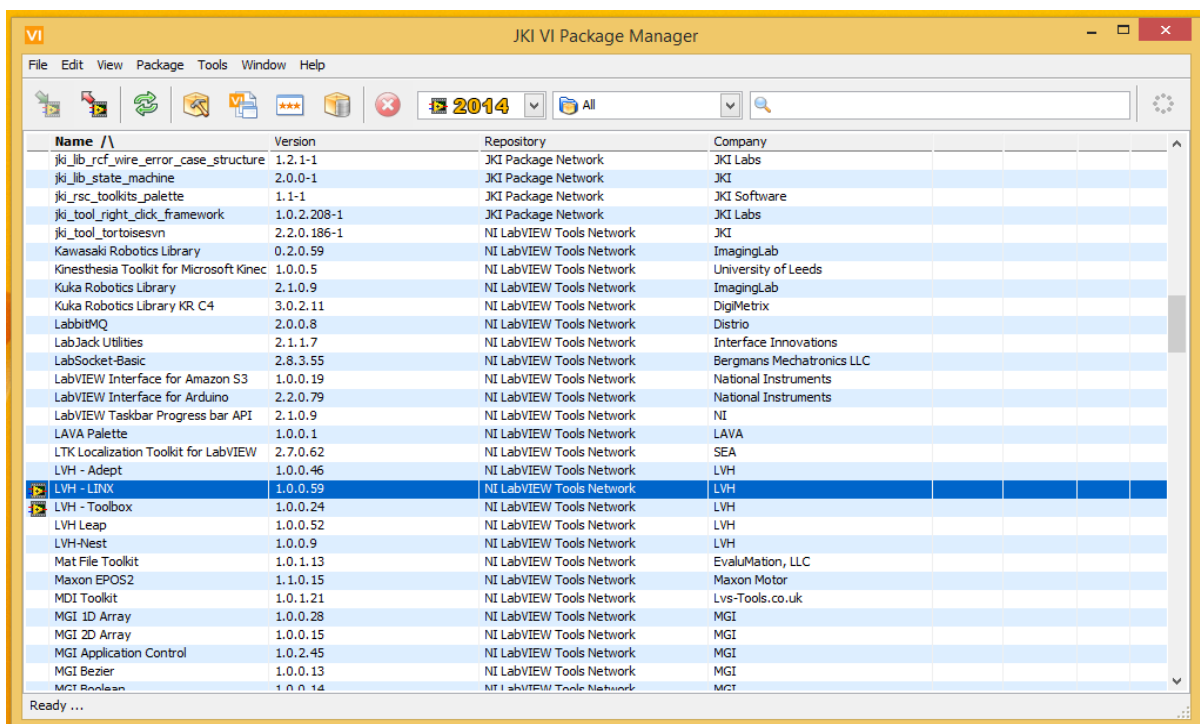 VI JKI VI Package Manager
File Edit View Package Tools Window Help
2014 All
Name /\ Version Repository Company
jki_lib_rcf_wire_error_case_structure 1.2.1-1 JKI Package Network JKI Labs
jki_lib_state_machine 2.0.0-1 JKI Package Network JKI
jki_rsc_toolkits_palette 1.1-1 JKI Package Network JKI Software
jki_tool_right_click_framework 1.0.2.208-1 JKI Package Network JKI Labs
jki_tool_tortoisesvn 2.2.0.186-1 NI LabVIEW Tools Network JKI
Kawasaki Robotics Library 0.2.0.59 NI LabVIEW Tools Network ImagingLab
Kinesthesia Toolkit for Microsoft Kinec 1.0.0.5 NI LabVIEW Tools Network University of Leeds
Kuka Robotics Library 2.1.0.9 NI LabVIEW Tools Network ImagingLab
Kuka Robotics Library KR C4 3.0.2.11 NI LabVIEW Tools Network DigiMetrix
LabbitMQ 2.0.0.8 NI LabVIEW Tools Network Distrio
LabJack Utilities 2.1.1.7 NI LabVIEW Tools Network Interface Innovations
LabSocket-Basic 2.8.3.55 NI LabVIEW Tools Network Bergmans Mechatronics LLC
LabVIEW Interface for Amazon S3 1.0.0.19 NI LabVIEW Tools Network National Instruments
LabVIEW Interface for Arduino 2.2.0.79 NI LabVIEW Tools Network National Instruments
LabVIEW Taskbar Progress bar API 2.1.0.9 NI LabVIEW Tools Network NI
LAVA Palette 1.0.0.1 NI LabVIEW Tools Network LAVA
LTK Localization Toolkit for LabVIEW 2.7.0.62 NI LabVIEW Tools Network SEA
LVH - Adept 1.0.0.46 NI LabVIEW Tools Network LVH
LVH - LINX 1.0.0.59 NI LabVIEW Tools Network LVH
LVH - Toolbox 1.0.0.24 NI LabVIEW Tools Network LVH
LVH Leap 1.0.0.52 NI LabVIEW Tools Network LVH
LVH-Nest 1.0.0.9 NI LabVIEW Tools Network LVH
Mat File Toolkit 1.0.1.13 NI LabVIEW Tools Network EvaluMation, LLC
Maxon EPOS2 1.1.0.15 NI LabVIEW Tools Network Maxon Motor
MDI Toolkit 1.0.1.21 NI LabVIEW Tools Network Lvs-Tools.co.uk
MGI 1D Array 1.0.0.28 NI LabVIEW Tools Network MGI
MGI 2D Array 1.0.0.15 NI LabVIEW Tools Network MGI
MGI Application Control 1.0.2.45 NI LabVIEW Tools Network MGI
MGI Bezier 1.0.0.13 NI LabVIEW Tools Network MGI
MGI Boolean 1.0.0.14 NI LabVIEW Tools Network MGI
Ready ...